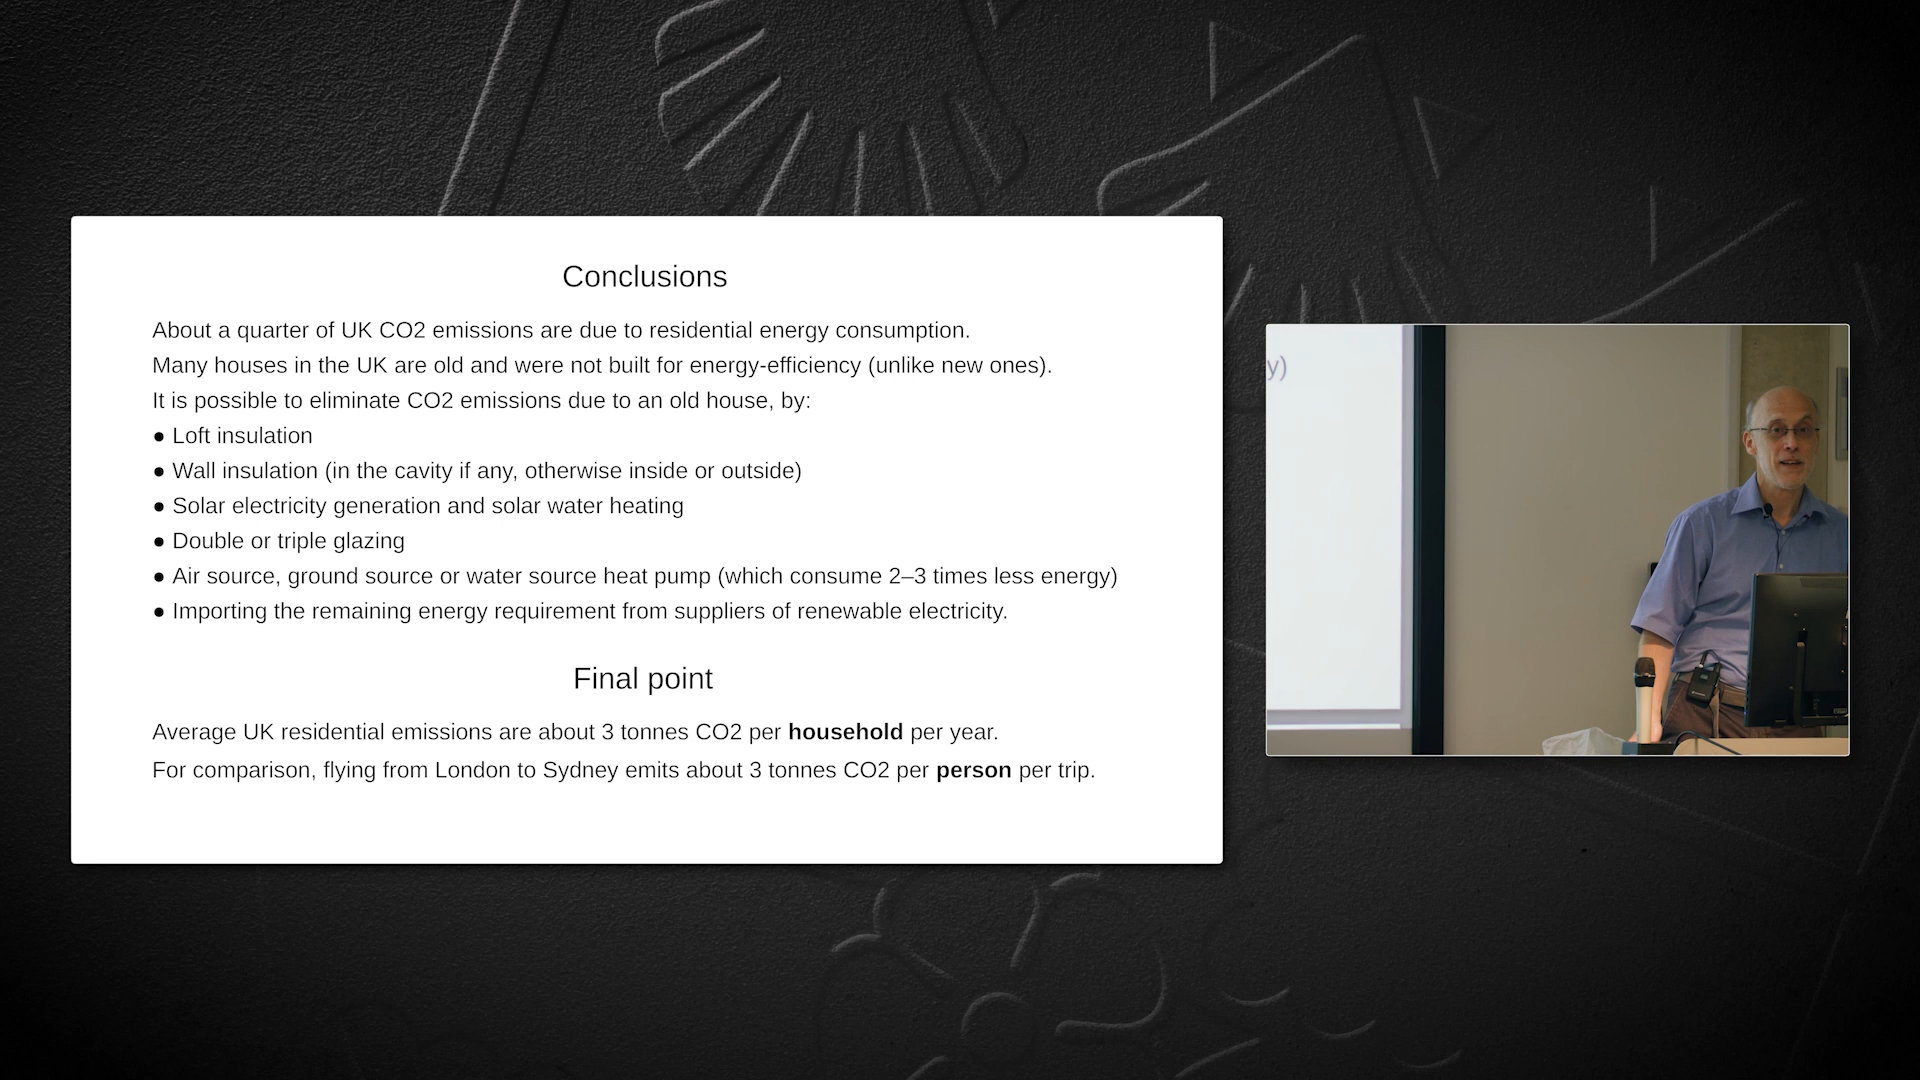 Conclusions
About a quarter of UK CO2 emissions are due to residential energy consumption.
Many houses in the UK are old and were not built for energy-efficiency (unlike new ones).
It is possible to eliminate CO2 emissions due to an old house, by:
● Loft insulation
● Wall insulation (in the cavity if any, otherwise inside or outside)
● Solar electricity generation and solar water heating
● Double or triple glazing
● Air source, ground source or water source heat pump (which consume 2–3 times less energy)
● Importing the remaining energy requirement from suppliers of renewable electricity.
Final point
Average UK residential emissions are about 3 tonnes CO2 per household per year.
For comparison, flying from London to Sydney emits about 3 tonnes CO2 per person per trip.
y)